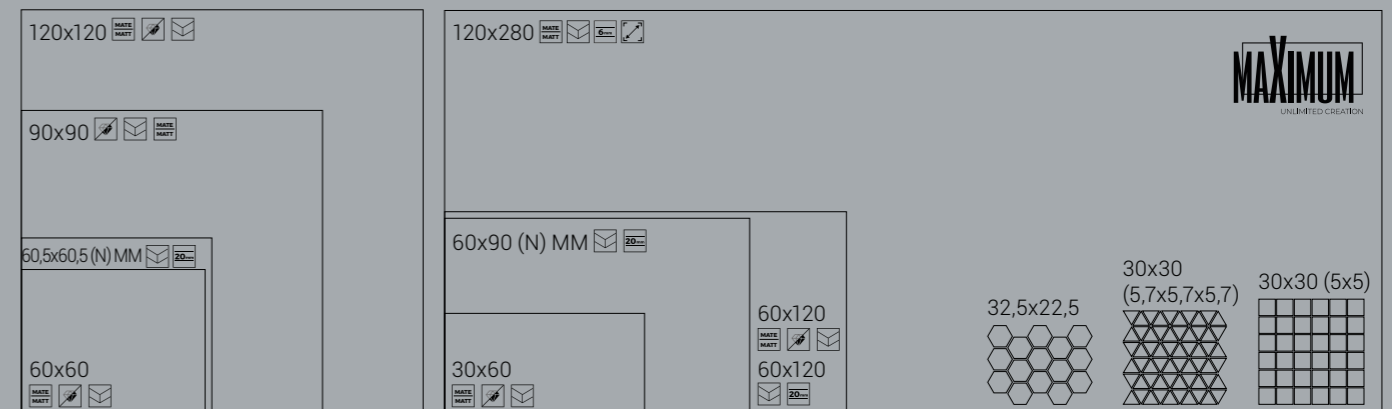 120x120 MATE MATT
90x90 MATE MATT
60,5x60,5 (N) MM 20mm
60x60
MATE MATT
120x280 MATE MATT 6mm
MAXIMUM
UNLIMITED CREATION
60x90 (N) MM 20mm
30x60
MATE MATT
60x120
MATE MATT
60x120
20mm
32,5x22,5
30x30
(5,7x5,7x5,7)
30x30 (5x5)